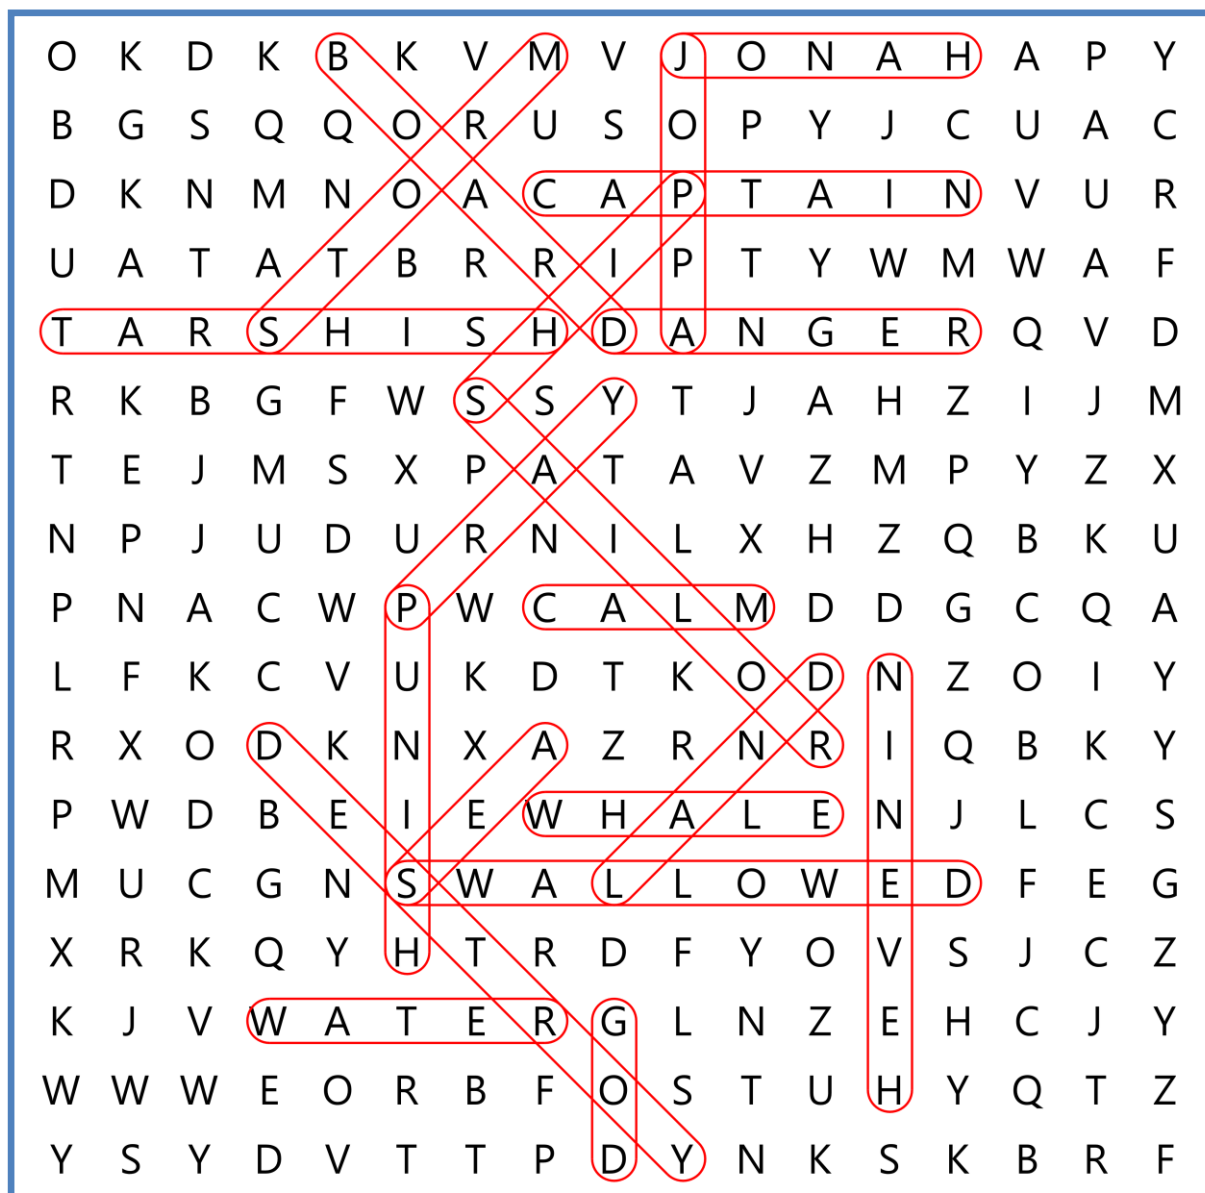 O K D K B K V M V J O N A H A P Y
B G S Q Q O R U S O P Y J C U A C
D K N M N O A C A P T A I N V U R
U A T A T B R R I P T Y W M W A F
T A R S H I S H D A N G E R Q V D
R K B G F W S S Y T J A H Z I J M
T E J M S X P A T A V Z M P Y Z X
N P J U D U R N I L X H Z Q B K U
P N A C W P W C A L M D D G C Q A
L F K C V U K D T K O D N Z O I Y
R X O D K N X A Z R N R I Q B K Y
P W D B E I E W H A L E N J L C S
M U C G N S W A L L O W E D F E G
X R K Q Y H T R D F Y O V S J C Z
K J V W A T E R G L N Z E H C J Y
W W W E O R B F O S T U H Y Q T Z
Y S Y D V T T P D Y N K S K B R F